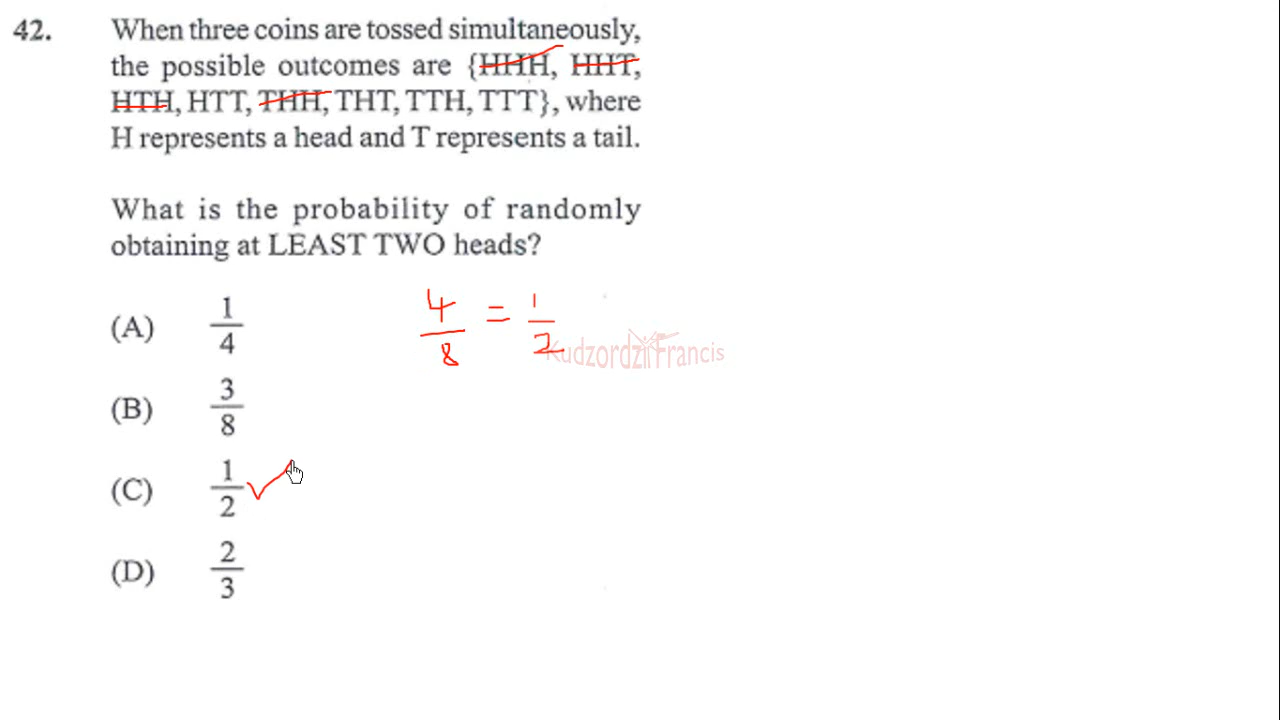 42. When three coins are tossed simultaneously,
the possible outcomes are {HHH, HHT,
HTH, HTT, THH, THT, TTH, TTT}, where
H represents a head and T represents a tail.
What is the probability of randomly
obtaining at LEAST TWO heads?
(A) 1/4
4/8 = 1/2
Kudzordzi Francis
(B) 3/8
(C) 1/2 ✓
(D) 2/3